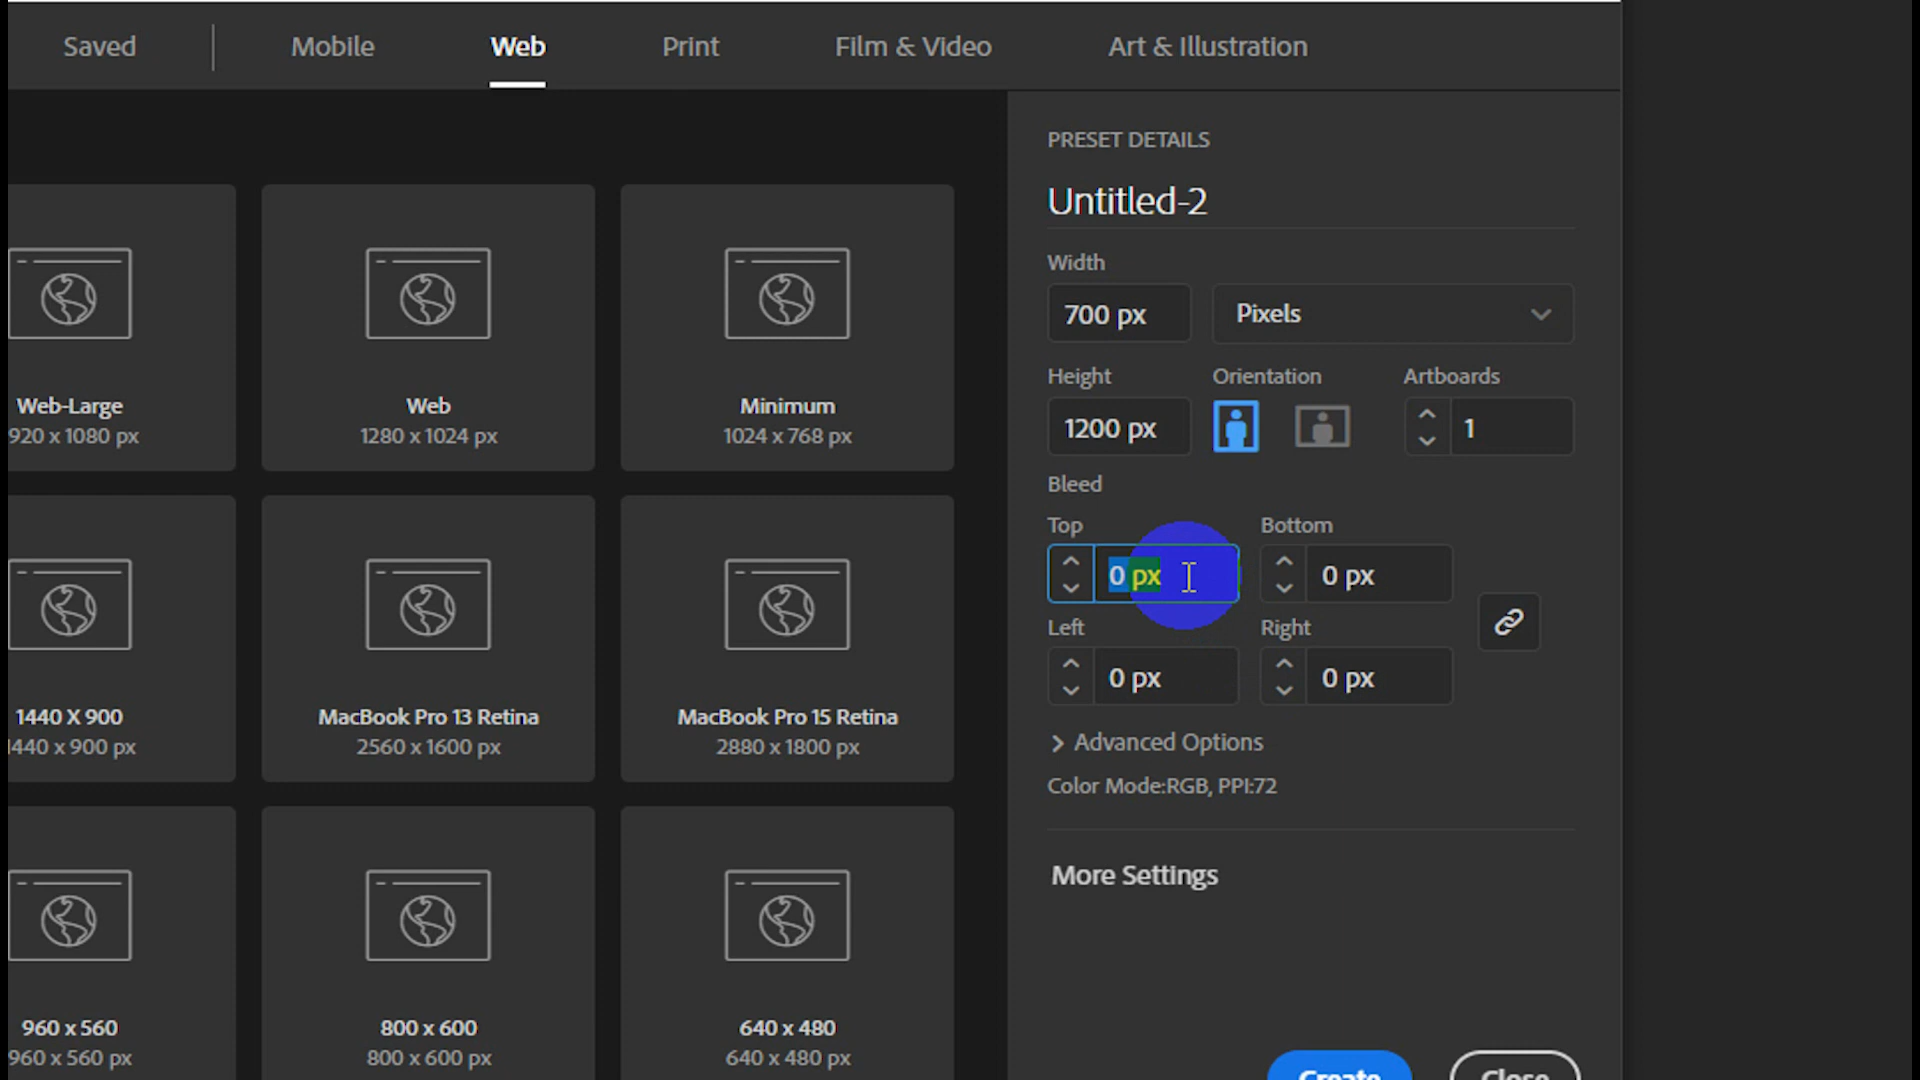 Saved Mobile Web Print Film & Video Art & Illustration
PRESET DETAILS
Untitled-2
Width
700 px Pixels
Height Orientation Artboards
1200 px 1
Bleed
Top Bottom
0 px 0 px
Left Right
0 px 0 px
Advanced Options
Color Mode:RGB, PPI:72
More Settings
Create Close
Web-Large Web Minimum
920 x 1080 px 1280 x 1024 px 1024 x 768 px
1440 X 900 MacBook Pro 13 Retina MacBook Pro 15 Retina
1440 x 900 px 2560 x 1600 px 2880 x 1800 px
960 x 560 800 x 600 640 x 480
960 x 560 px 800 x 600 px 640 x 480 px